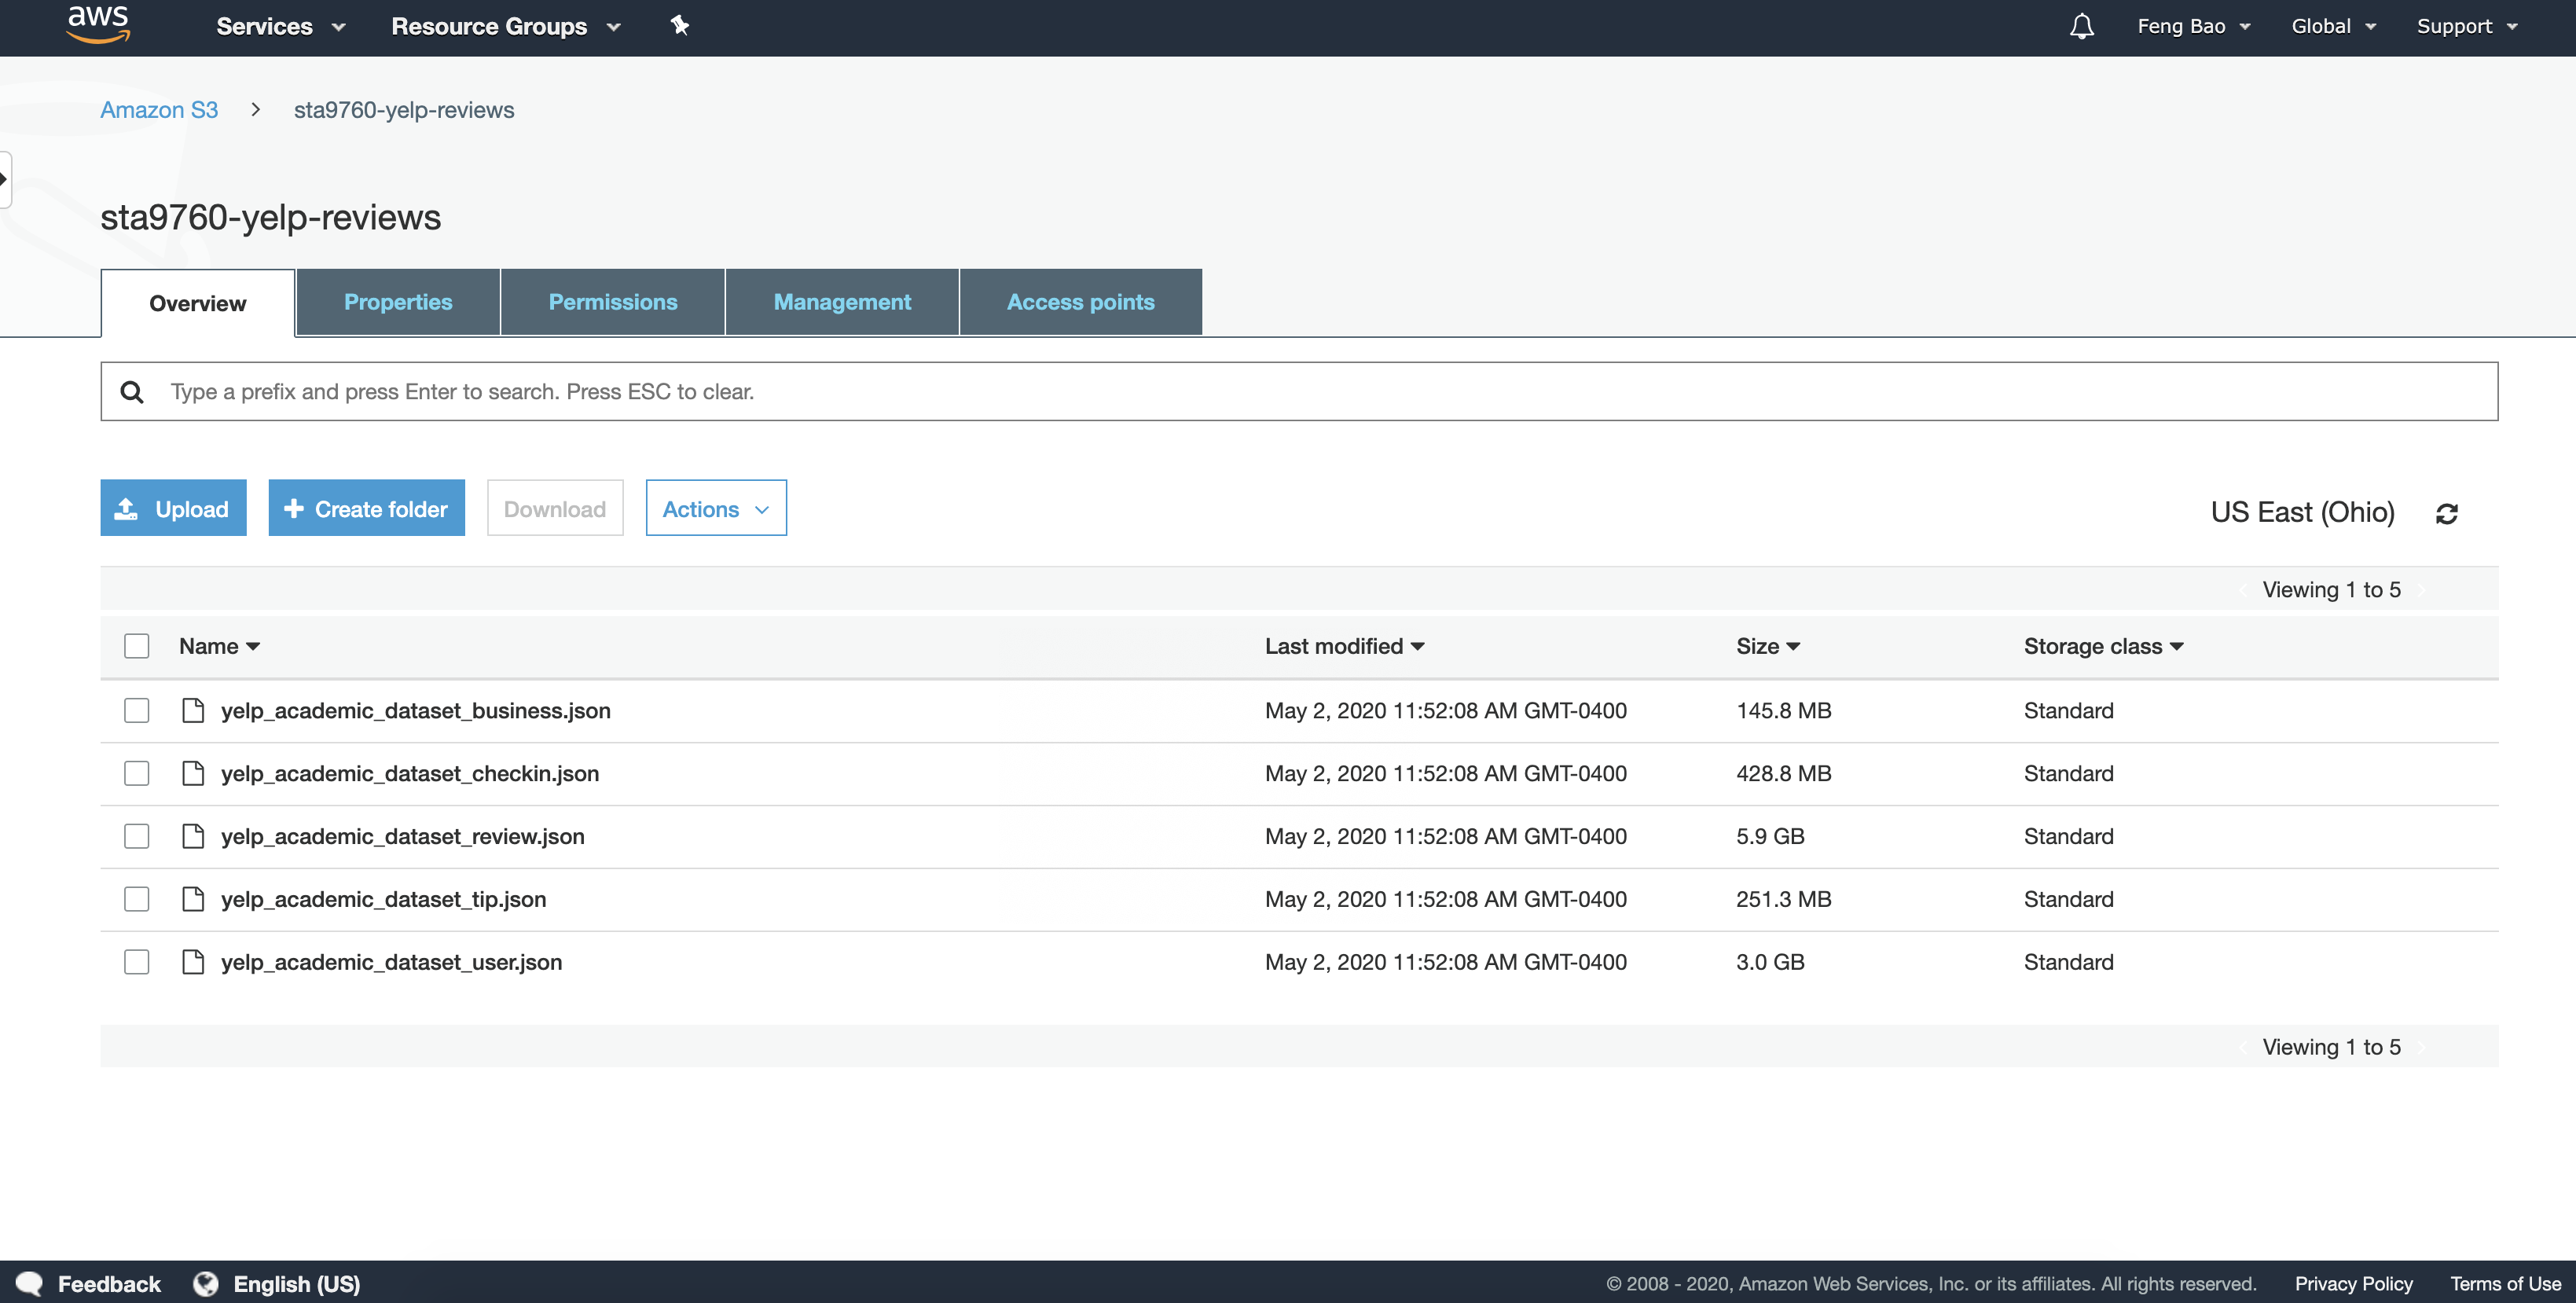 aws Services Resource Groups Feng Bao Global Support
Amazon S3 > sta9760-yelp-reviews
sta9760-yelp-reviews
Overview Properties Permissions Management Access points
Type a prefix and press Enter to search. Press ESC to clear.
Upload Create folder Download Actions US East (Ohio)
Viewing 1 to 5
Name Last modified Size Storage class
yelp_academic_dataset_business.json May 2, 2020 11:52:08 AM GMT-0400 145.8 MB Standard
yelp_academic_dataset_checkin.json May 2, 2020 11:52:08 AM GMT-0400 428.8 MB Standard
yelp_academic_dataset_review.json May 2, 2020 11:52:08 AM GMT-0400 5.9 GB Standard
yelp_academic_dataset_tip.json May 2, 2020 11:52:08 AM GMT-0400 251.3 MB Standard
yelp_academic_dataset_user.json May 2, 2020 11:52:08 AM GMT-0400 3.0 GB Standard
Viewing 1 to 5
Feedback English (US) © 2008 - 2020, Amazon Web Services, Inc. or its affiliates. All rights reserved. Privacy Policy Terms of Use